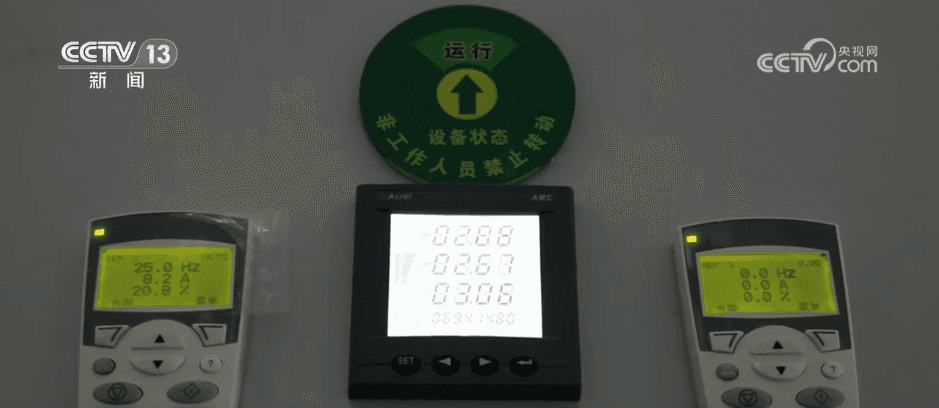 CCTV 13
新闻
央视网
CCTV.com
运行
设备状态
非工作人员禁止转动
Acrel
AMC
-02.68
-02.67
03.06
06941480
SET
25.0 Hz
8.2 A
20.8 %
0.0 Hz
0.0 A
0.0 %
?
?